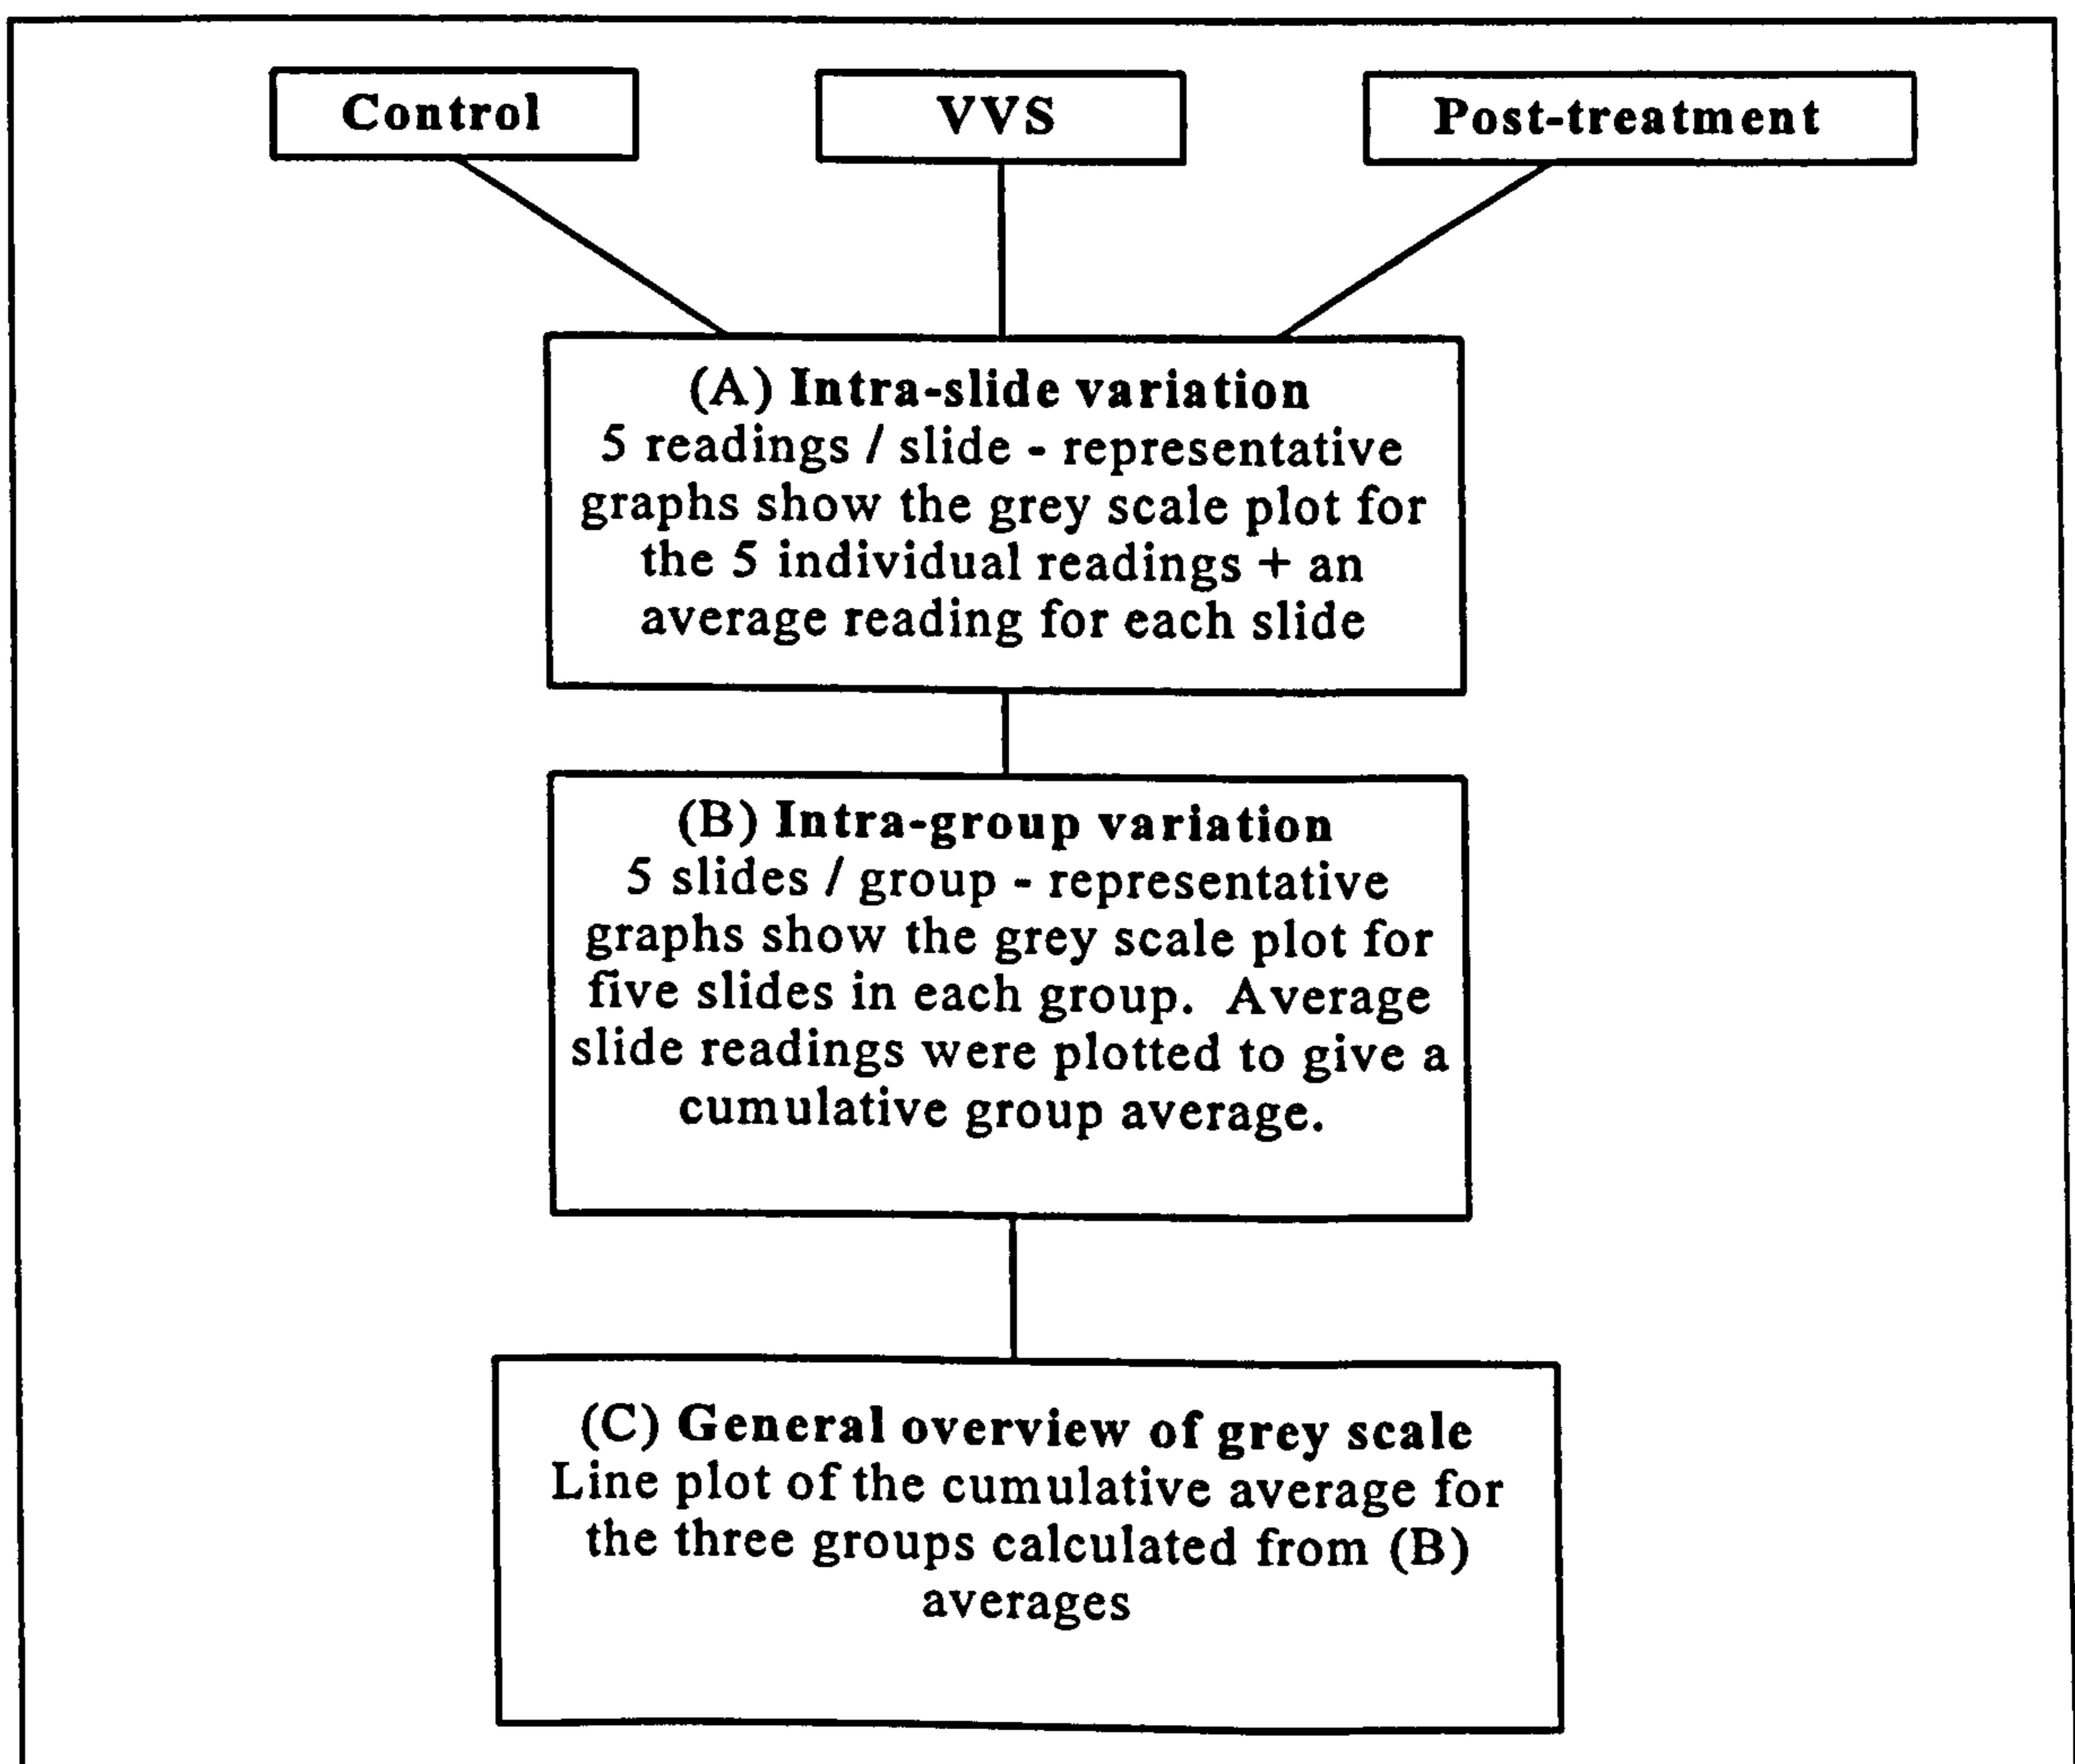 Control
VVS
Post-treatment
(A) Intra-slide variation
5 readings / slide - representative
graphs show the grey scale plot for
the 5 individual readings + an
average reading for each slide
(B) Intra-group variation
5 slides / group - representative
graphs show the grey scale plot for
five slides in each group. Average
slide readings were plotted to give a
cumulative group average.
(C) General overview of grey scale
Line plot of the cumulative average for
the three groups calculated from (B)
averages